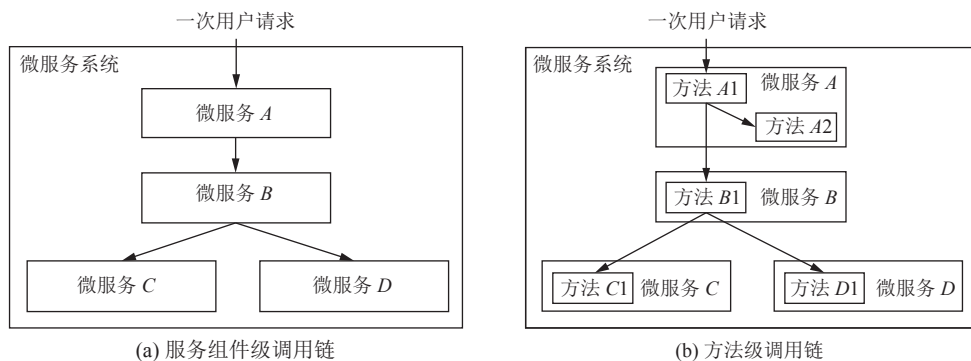 一次用户请求
微服务系统
微服务 A
微服务 B
微服务 C
微服务 D
(a) 服务组件级调用链
一次用户请求
微服务系统
方法 A1
微服务 A
方法 A2
方法 B1
微服务 B
方法 C1
微服务 C
方法 D1
微服务 D
(b) 方法级调用链